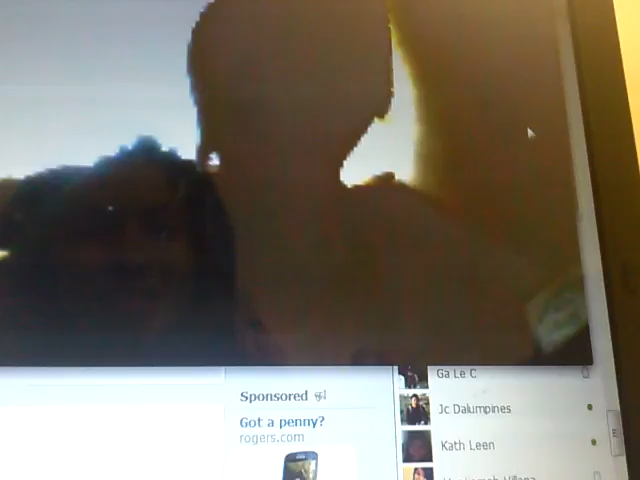 Sponsored
Got a penny?
rogers.com
Ga Le C
Jc Dalumpines
Kath Leen